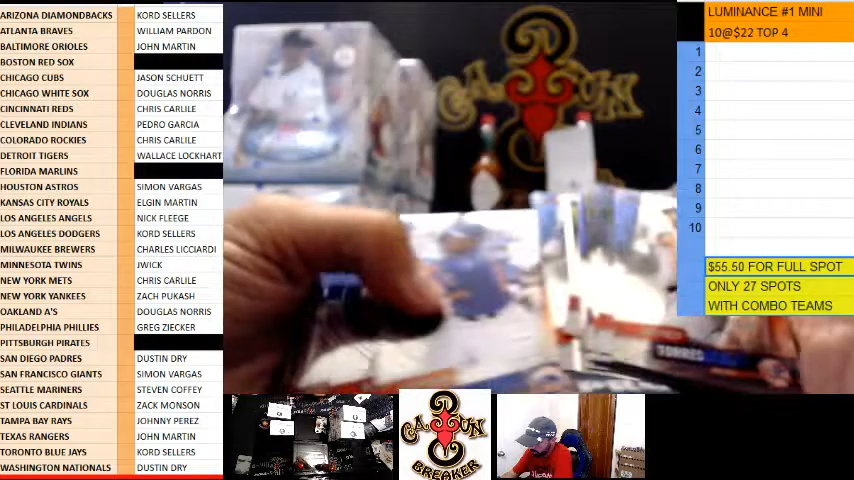 ARIZONA DIAMONDBACKS KORD SELLERS
ATLANTA BRAVES WILLIAM PARDON
BALTIMORE ORIOLES JOHN MARTIN
BOSTON RED SOX
CHICAGO CUBS JASON SCHUETT
CHICAGO WHITE SOX DOUGLAS NORRIS
CINCINNATI REDS CHRIS CARLILE
CLEVELAND INDIANS PEDRO GARCIA
COLORADO ROCKIES CHRIS CARLILE
DETROIT TIGERS WALLACE LOCKHART
FLORIDA MARLINS
HOUSTON ASTROS SIMON VARGAS
KANSAS CITY ROYALS ELGIN MARTIN
LOS ANGELES ANGELS NICK FLEEGE
LOS ANGELES DODGERS KORD SELLERS
MILWAUKEE BREWERS CHARLES LICCIARDI
MINNESOTA TWINS JWICK
NEW YORK METS CHRIS CARLILE
NEW YORK YANKEES ZACH PUKASH
OAKLAND A'S DOUGLAS NORRIS
PHILADELPHIA PHILLIES GREG ZIECKER
PITTSBURGH PIRATES
SAN DIEGO PADRES DUSTIN DRY
SAN FRANCISCO GIANTS SIMON VARGAS
SEATTLE MARINERS STEVEN COFFEY
ST LOUIS CARDINALS ZACK MONSON
TAMPA BAY RAYS JOHNNY PEREZ
TEXAS RANGERS JOHN MARTIN
TORONTO BLUE JAYS KORD SELLERS
WASHINGTON NATIONALS DUSTIN DRY
CAJUN
TORRES
CAJUN
BREAKER
LUMINANCE #1 MINI
10@$22 TOP 4
1
2
3
4
5
6
7
8
9
10
$55.50 FOR FULL SPOT
ONLY 27 SPOTS
WITH COMBO TEAMS